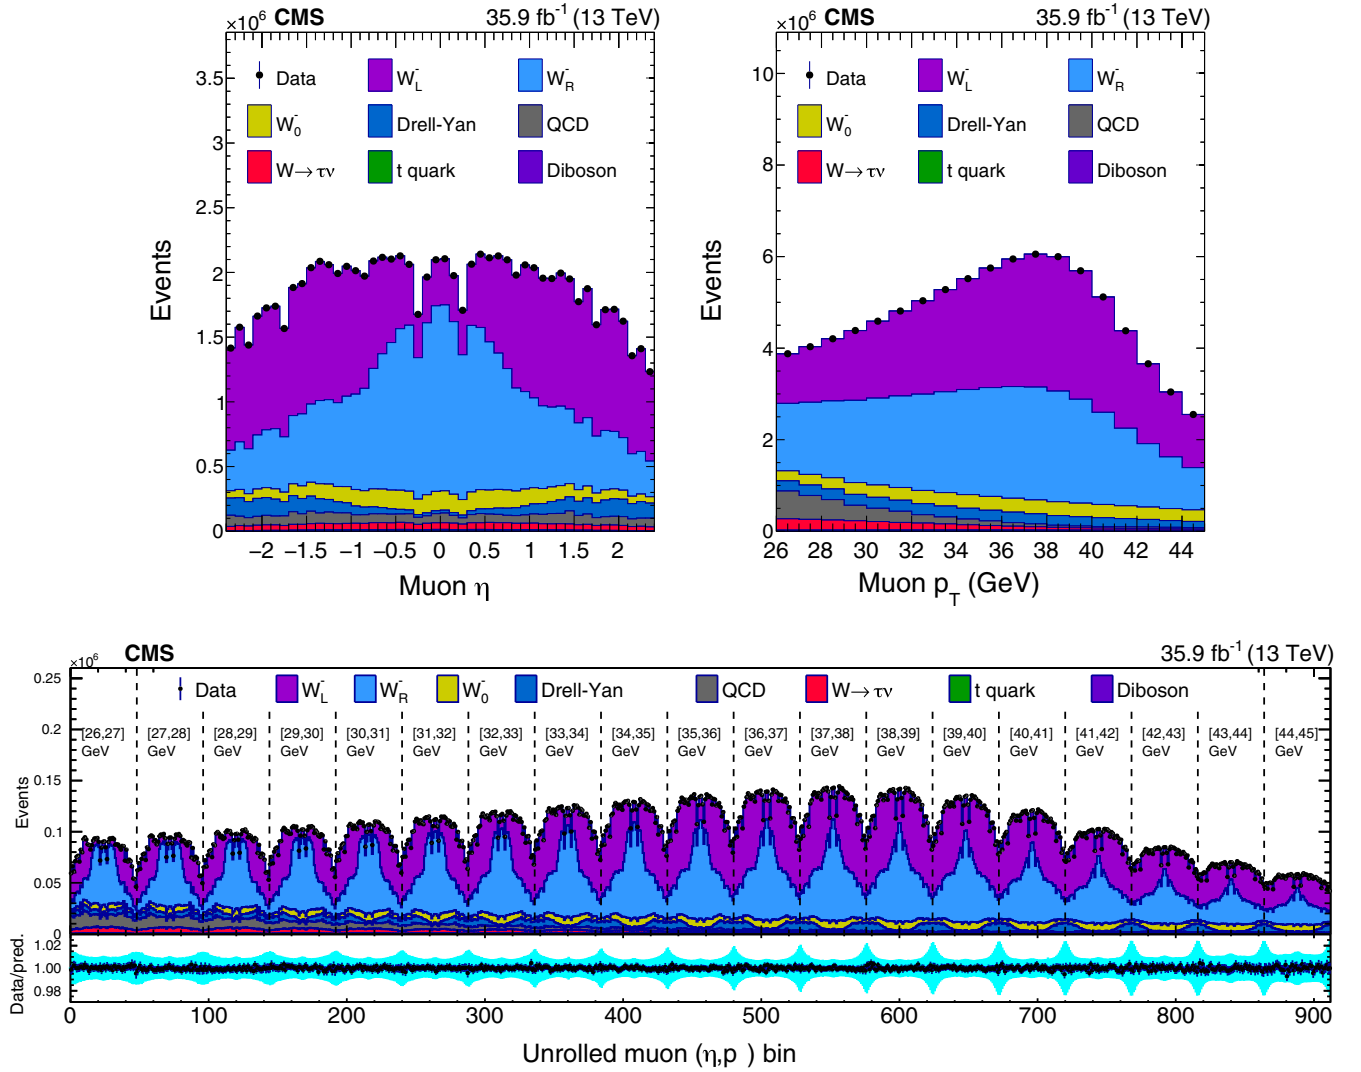 ×10⁶ CMS 35.9 fb⁻¹ (13 TeV)
Data W⁻L W⁻R
W⁻0 Drell-Yan QCD
W→τν t quark Diboson
3.5
3
2.5
2
1.5
1
0.5
0
Events
−2 −1.5 −1 −0.5 0 0.5 1 1.5 2
Muon η
×10⁶ CMS 35.9 fb⁻¹ (13 TeV)
Data W⁻L W⁻R
W⁻0 Drell-Yan QCD
W→τν t quark Diboson
10
8
6
4
2
0
Events
26 28 30 32 34 36 38 40 42 44
Muon pT (GeV)
×10⁶ CMS 35.9 fb⁻¹ (13 TeV)
Data W⁻L W⁻R W⁻0 Drell-Yan QCD W→τν t quark Diboson
[26,27] [27,28] [28,29] [29,30] [30,31] [31,32] [32,33] [33,34] [34,35] [35,36] [36,37] [37,38] [38,39] [39,40] [40,41] [41,42] [42,43] [43,44] [44,45]
GeV GeV GeV GeV GeV GeV GeV GeV GeV GeV GeV GeV GeV GeV GeV GeV GeV GeV GeV
0.25
0.2
0.15
0.1
0.05
0
Events
1.02
1.00
0.98
Data/pred.
0 100 200 300 400 500 600 700 800 900
Unrolled muon (η,p ) bin